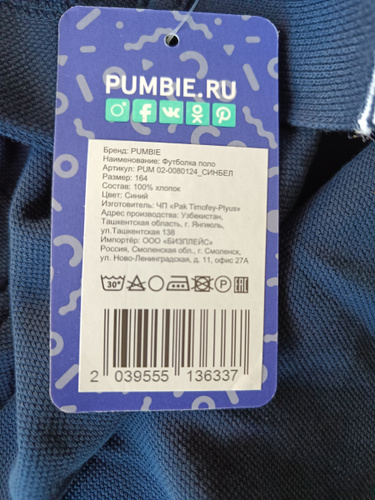 PUMBIE.RU
Бренд: PUMBIE
Наименование: Футболка поло
Артикул: PUM 02-0080124_СИНБЕЛ
Размер: 164
Состав: 100% хлопок
Цвет: Синий
Изготовитель: ЧП «Pak Timofey-Plyus»
Адрес производства: Узбекистан,
Ташкентская область, г. Янгиюль,
ул.Ташкентская 138
Импортёр: ООО «БИЗПЛЕЙС»
Россия, Смоленская обл., г. Смоленск,
ул. Ново-Ленинградская, д. 11, офис 27А
30° P EAC
2 039555 136337